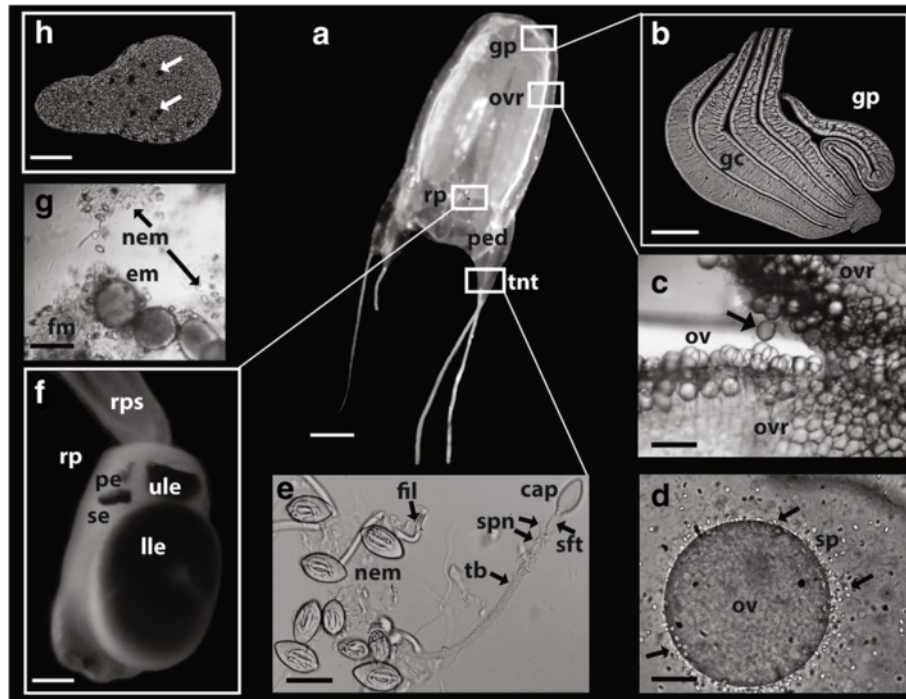 h
a
gp
ovr
rp
ped
tnt
b
gp
gc
g
nem
em
fm
c
ovr
ov
ovr
f
rps
rp
pe
se
ule
lle
e
fil
cap
spn
sft
nem
tb
d
sp
ov